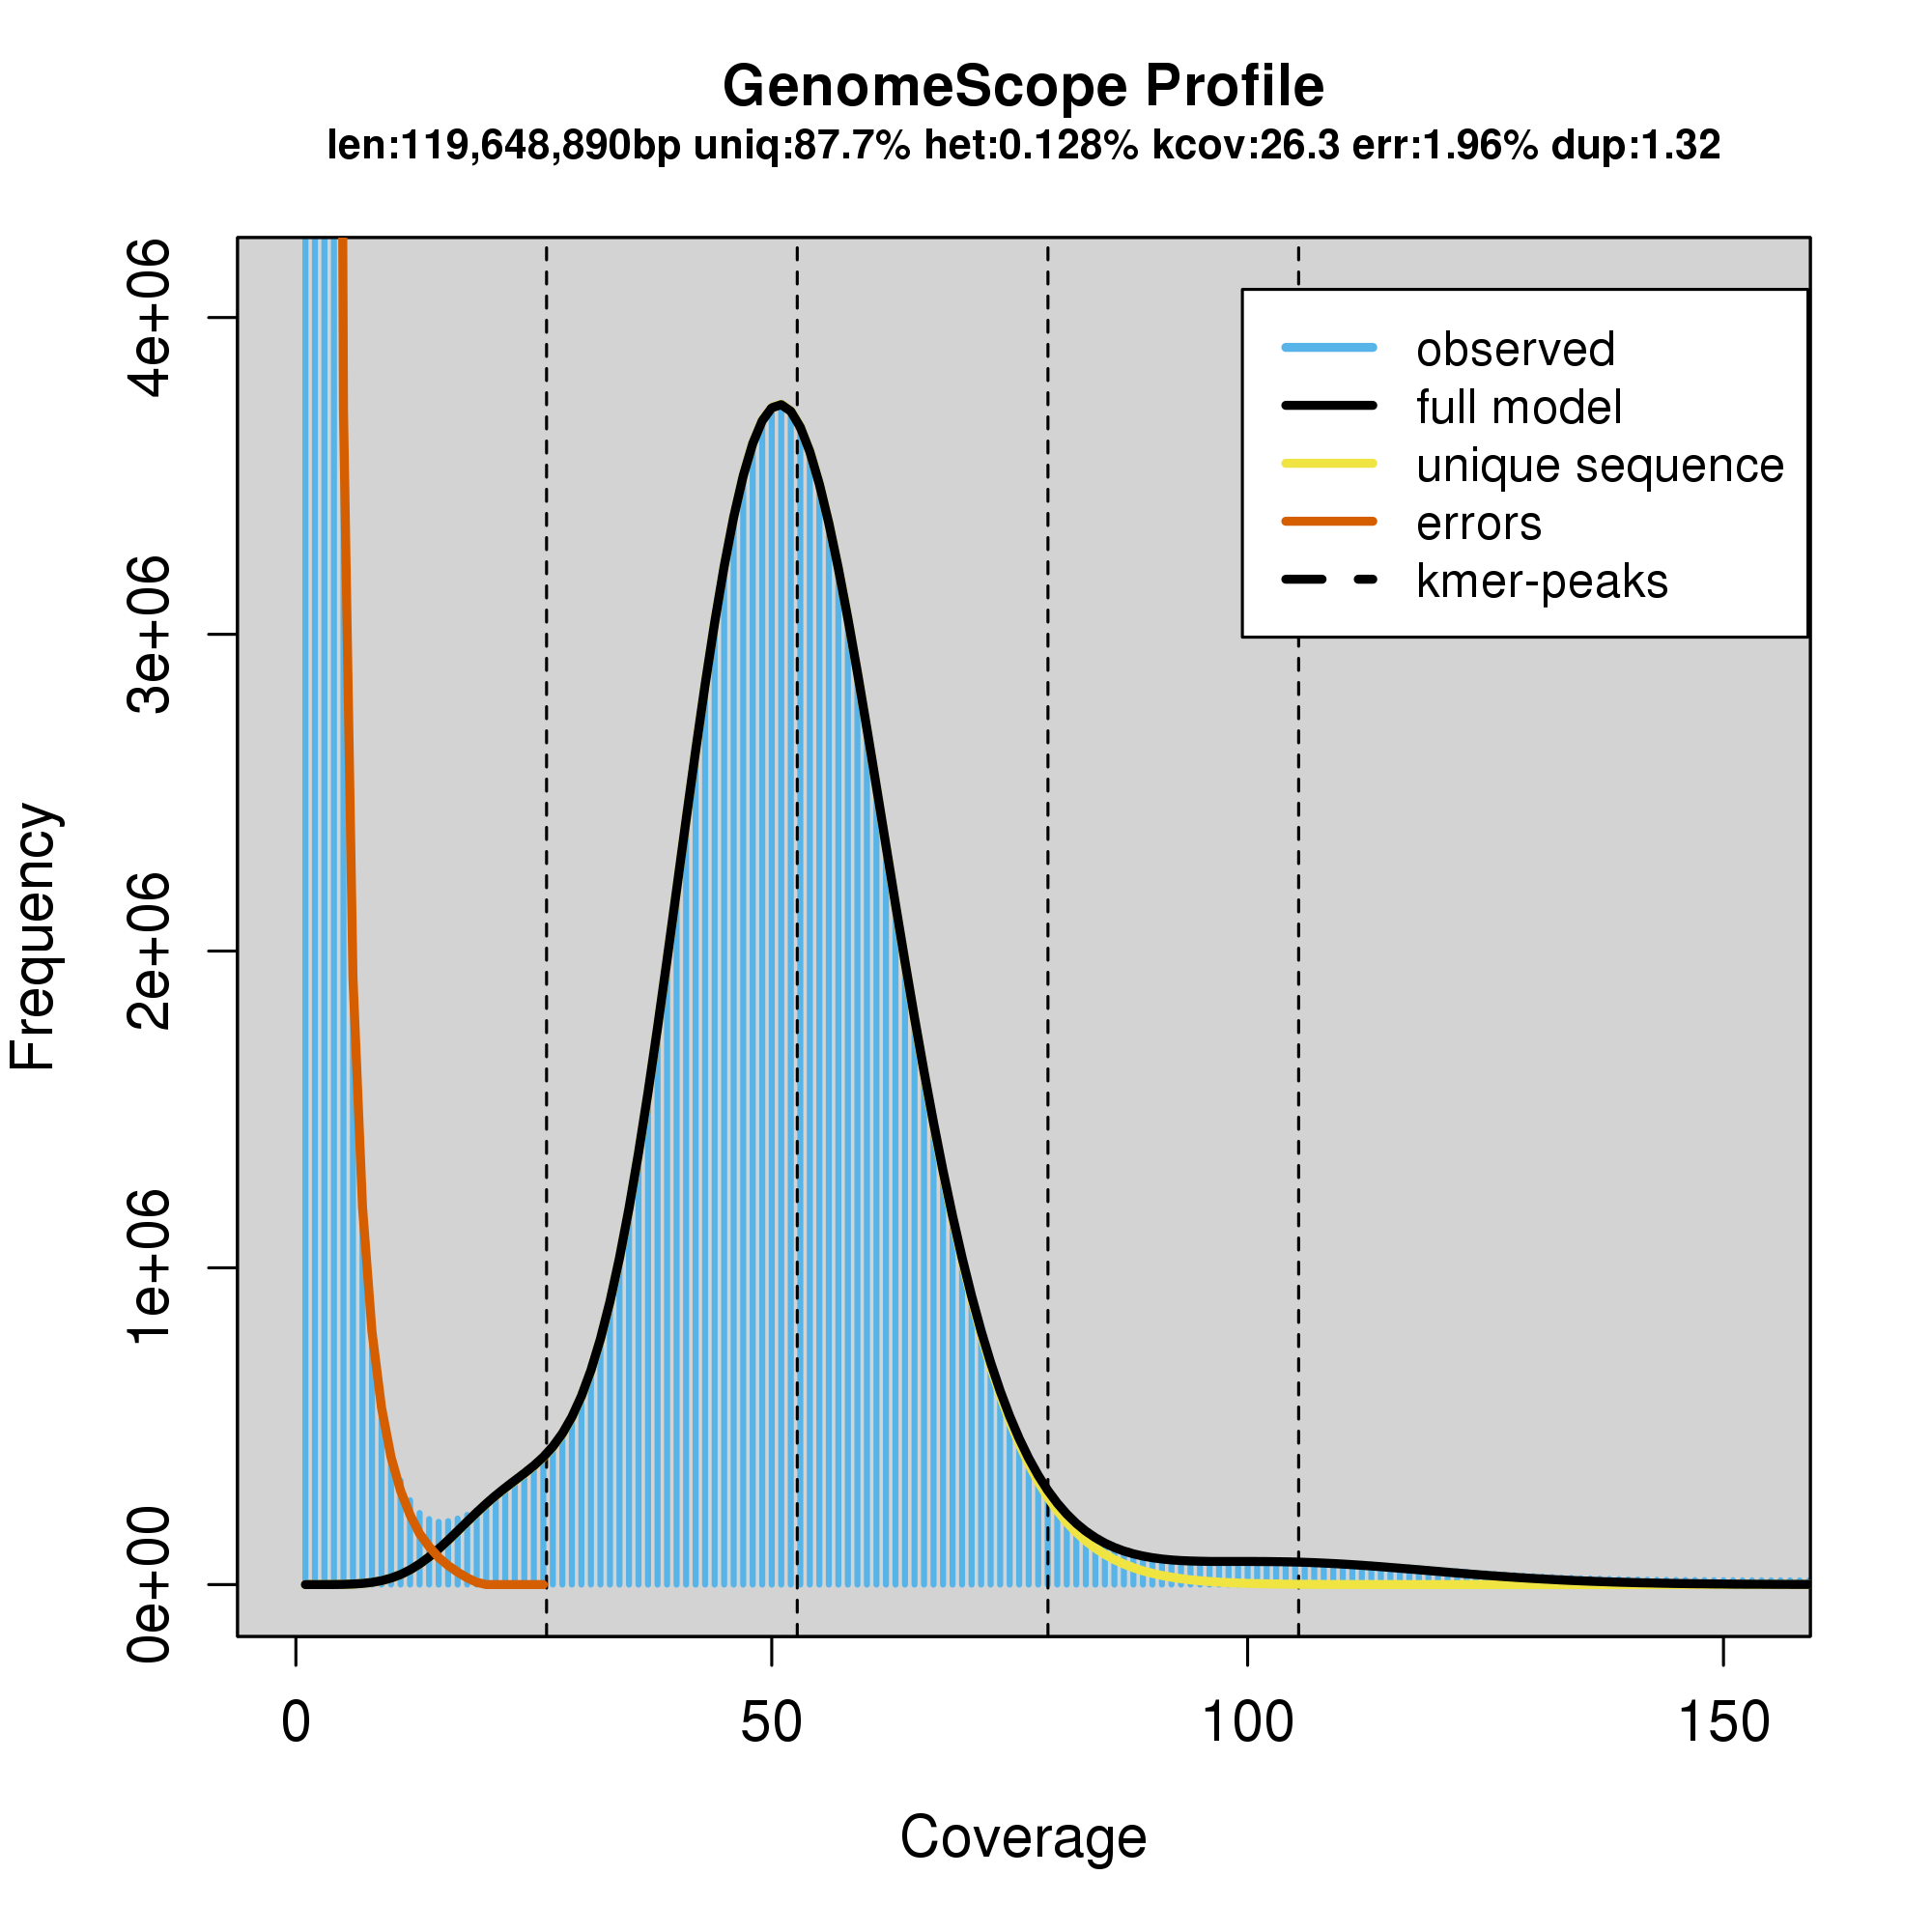 GenomeScope Profile
len:119,648,890bp uniq:87.7% het:0.128% kcov:26.3 err:1.96% dup:1.32
4e+06
3e+06
2e+06
1e+06
0e+00
Frequency
observed
full model
unique sequence
errors
kmer-peaks
0
50
100
150
Coverage